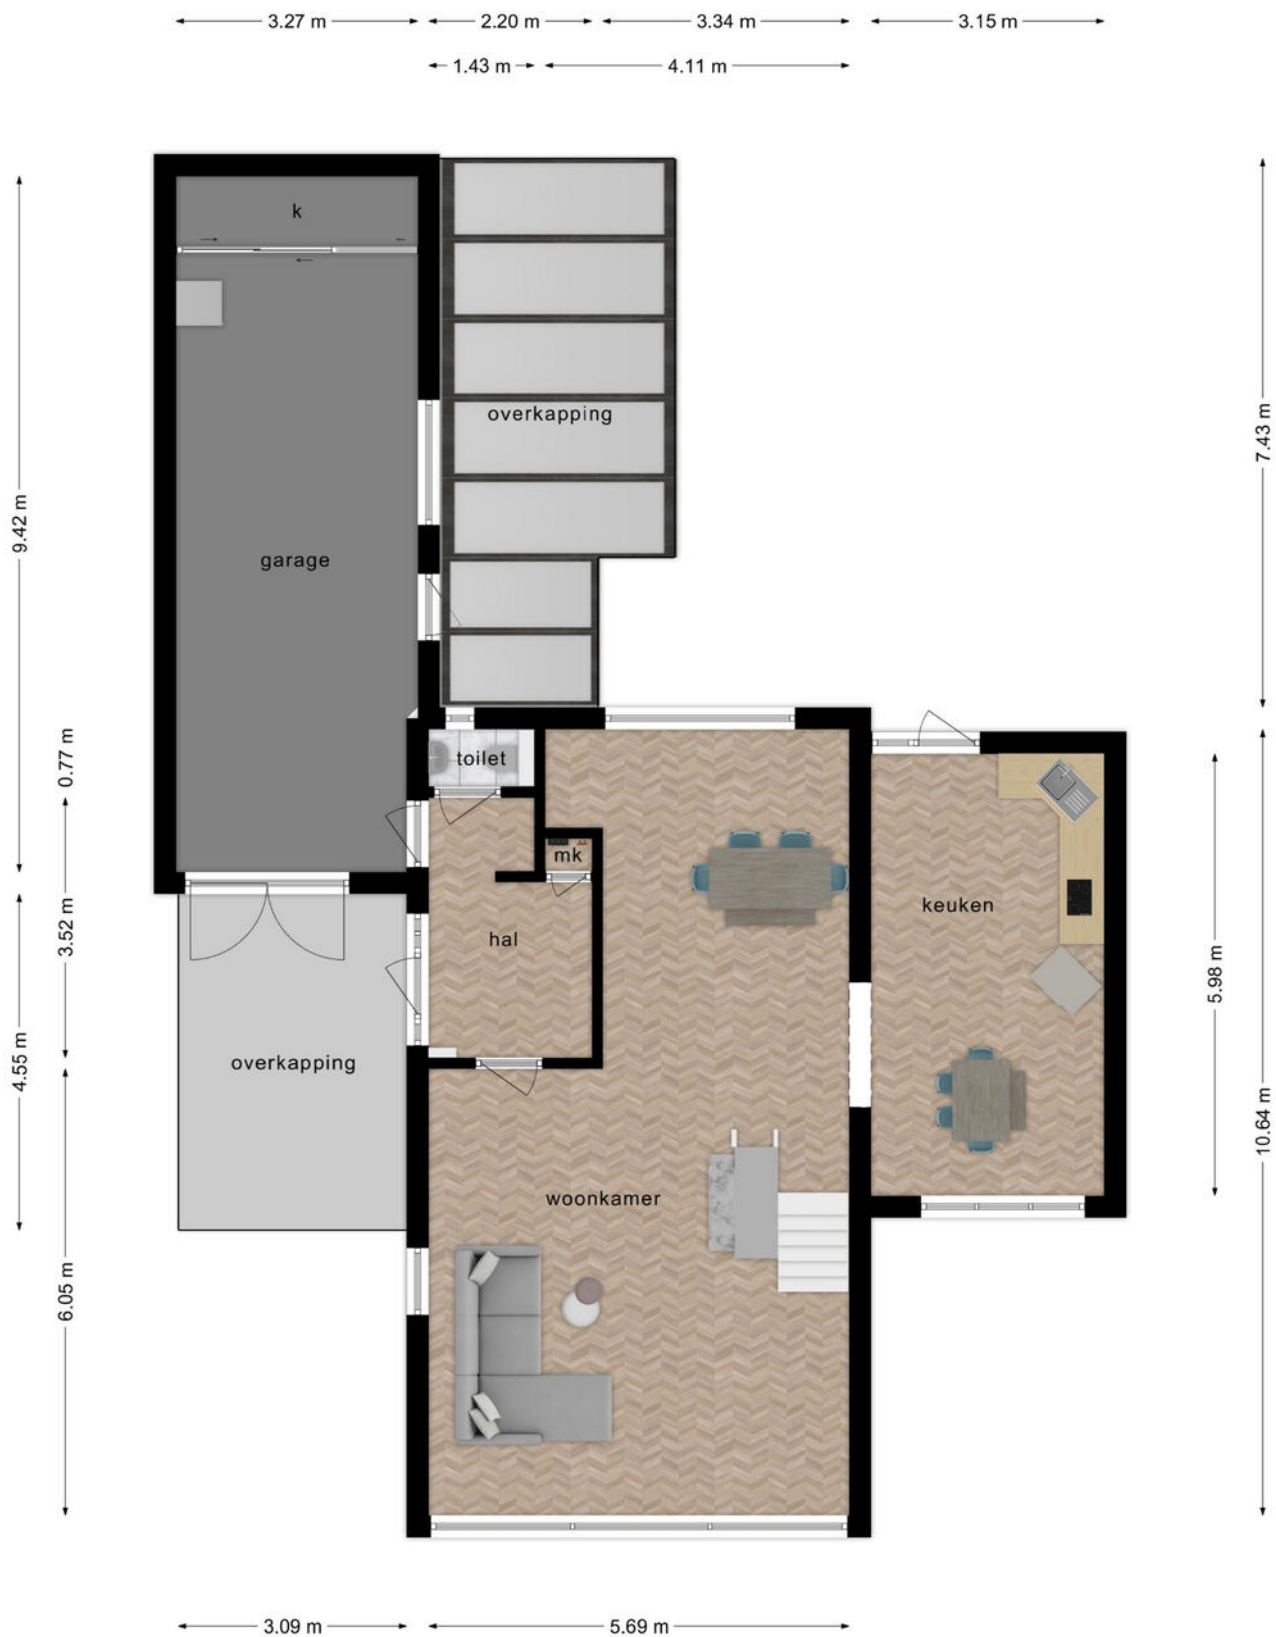 3.27 m
2.20 m
3.34 m
3.15 m
1.43 m
4.11 m
k
overkapping
7.43 m
9.42 m
garage
toilet
0.77 m
mk
keuken
hal
3.52 m
5.98 m
overkapping
4.55 m
10.64 m
woonkamer
6.05 m
3.09 m
5.69 m